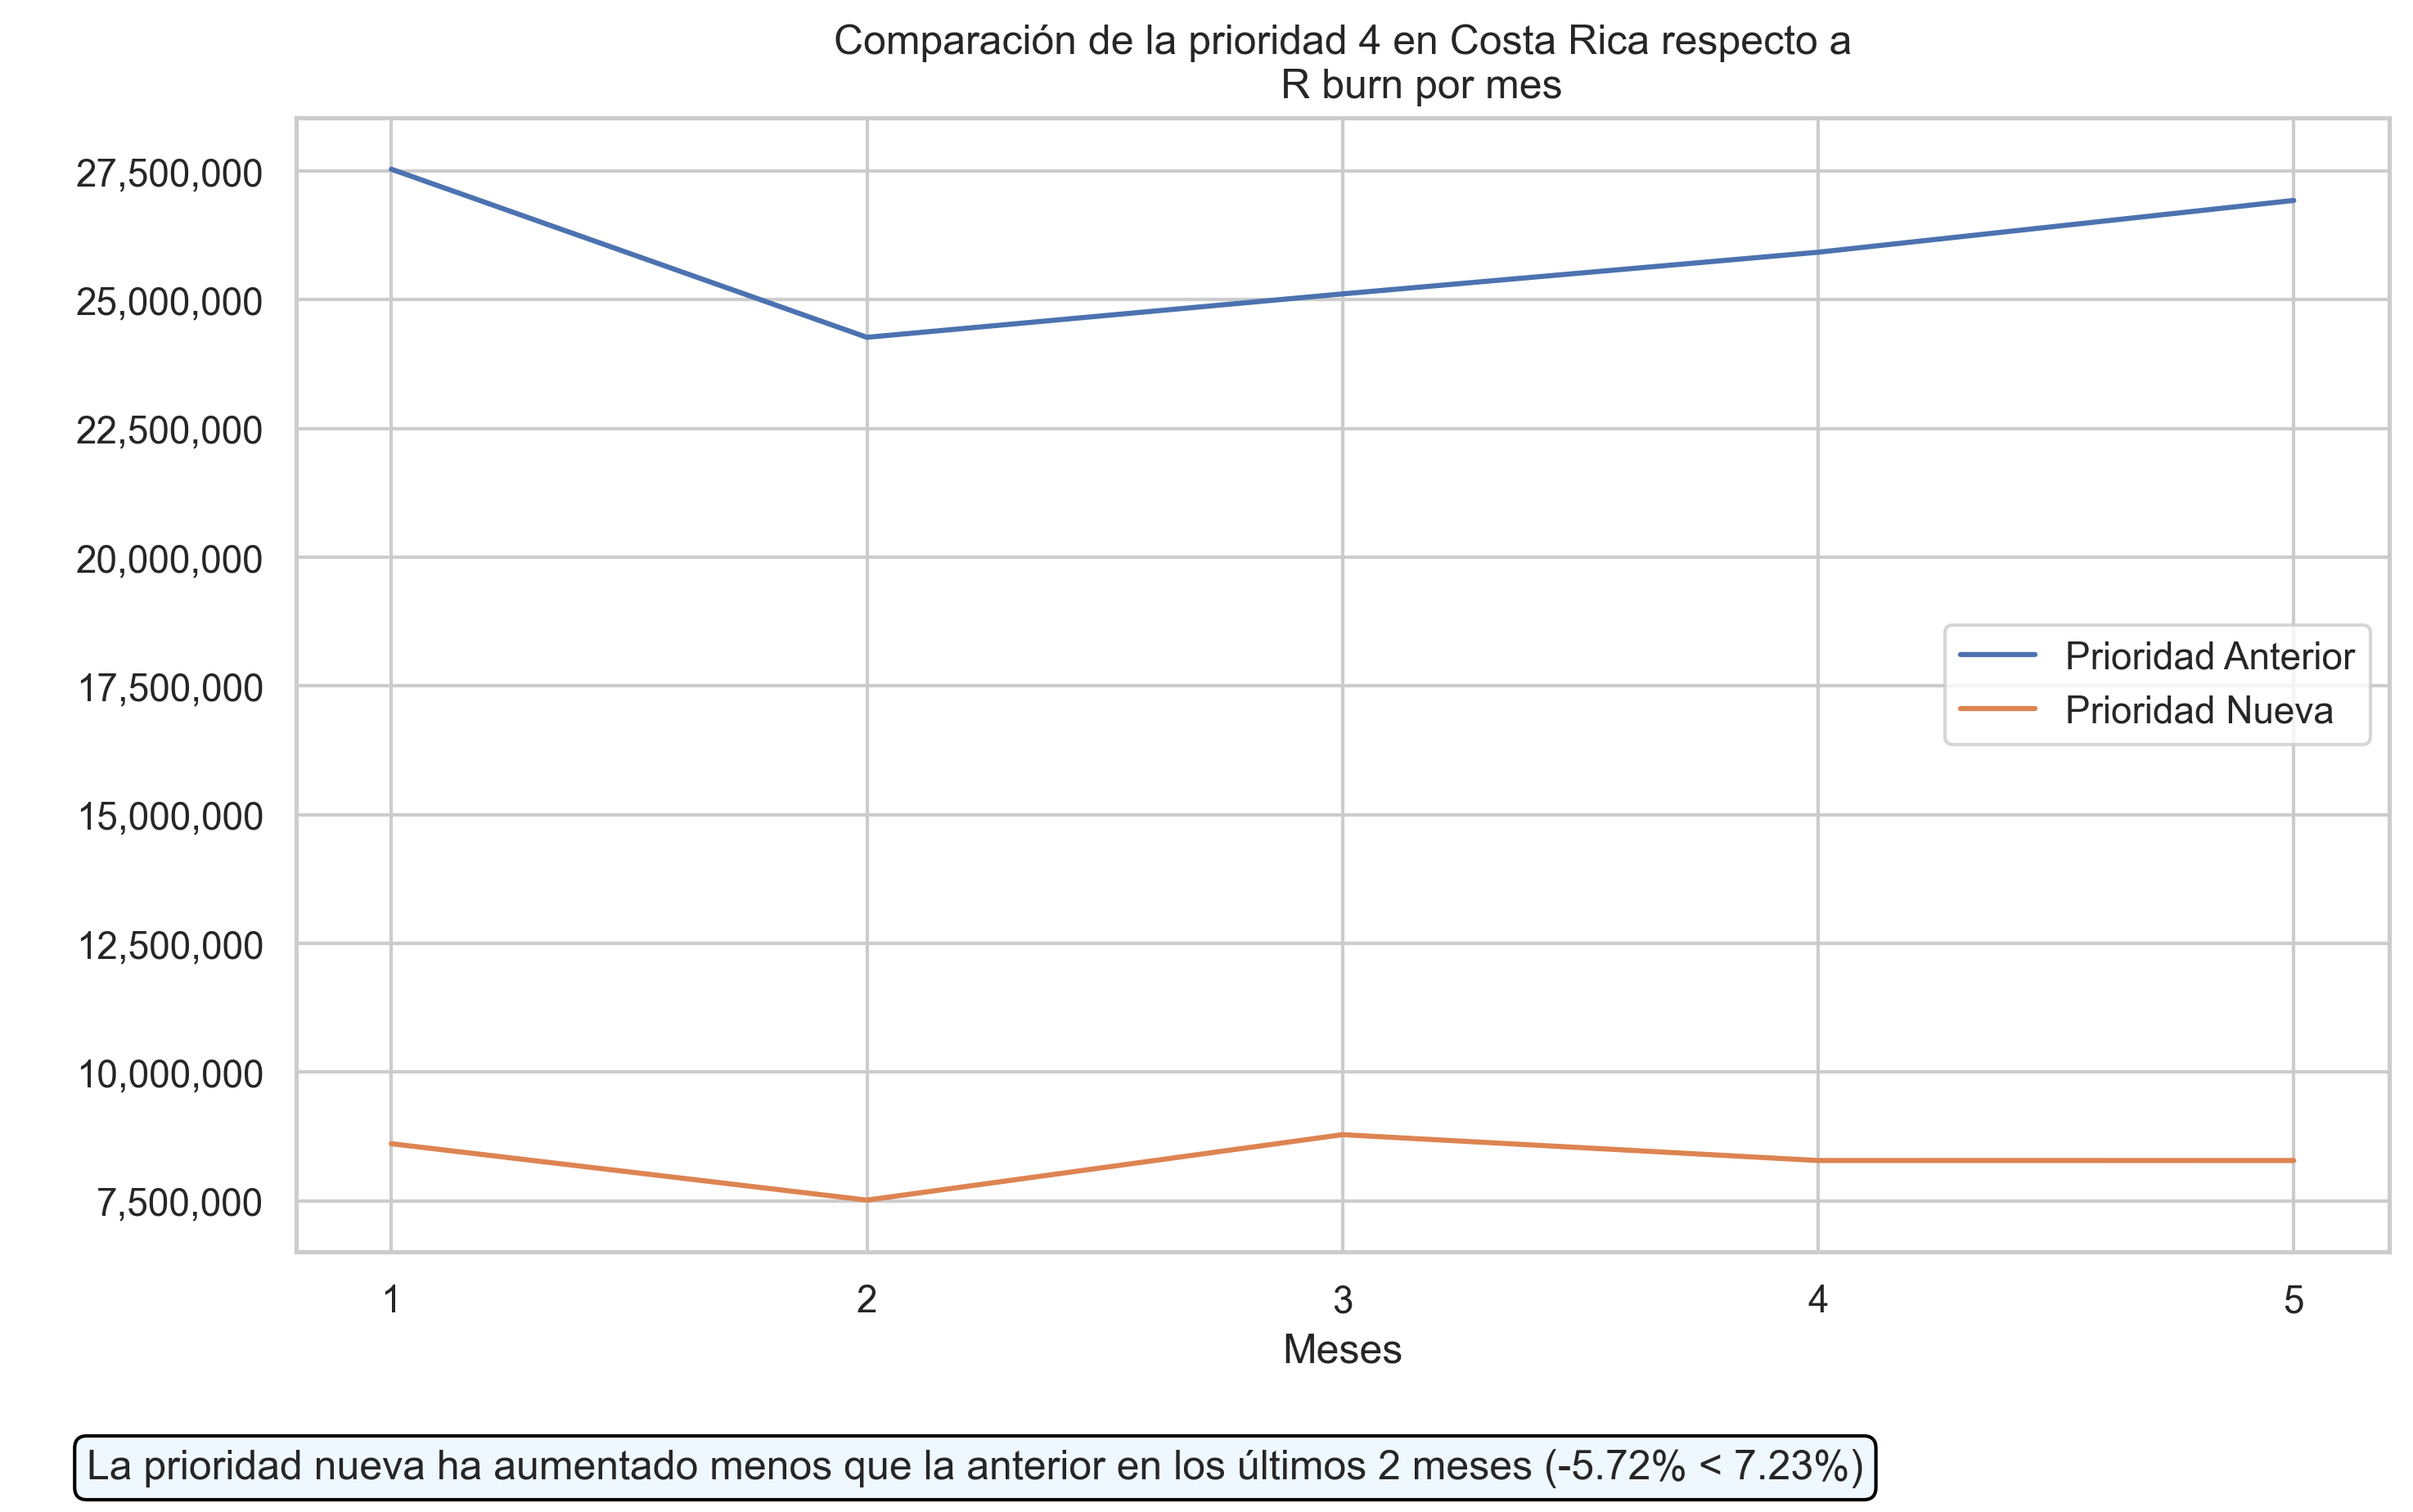 Comparación de la prioridad 4 en Costa Rica respecto a
R burn por mes
27,500,000
25,000,000
22,500,000
20,000,000
17,500,000
15,000,000
12,500,000
10,000,000
7,500,000
Prioridad Anterior
Prioridad Nueva
1 2 3 4 5
Meses
La prioridad nueva ha aumentado menos que la anterior en los últimos 2 meses (-5.72% < 7.23%)